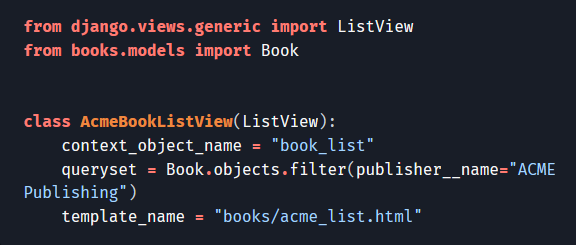 from django.views.generic import ListView
from books.models import Book
class AcmeBookListView(ListView):
context_object_name = "book_list"
queryset = Book.objects.filter(publisher__name="ACME
Publishing")
template_name = "books/acme_list.html"